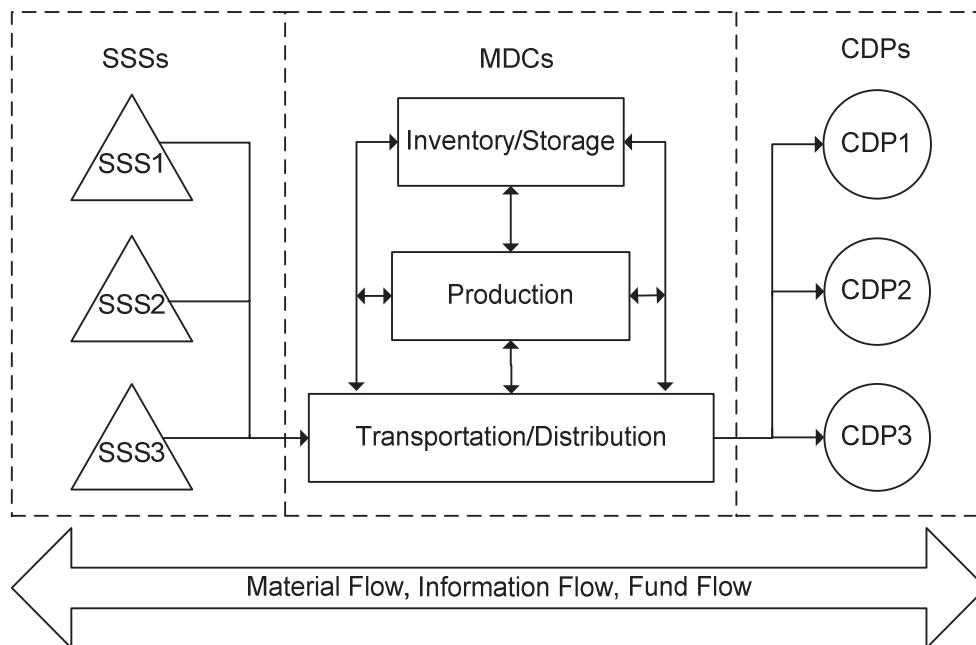 SSSs
SSS1
SSS2
SSS3
MDCs
Inventory/Storage
Production
Transportation/Distribution
CDPs
CDP1
CDP2
CDP3
Material Flow, Information Flow, Fund Flow